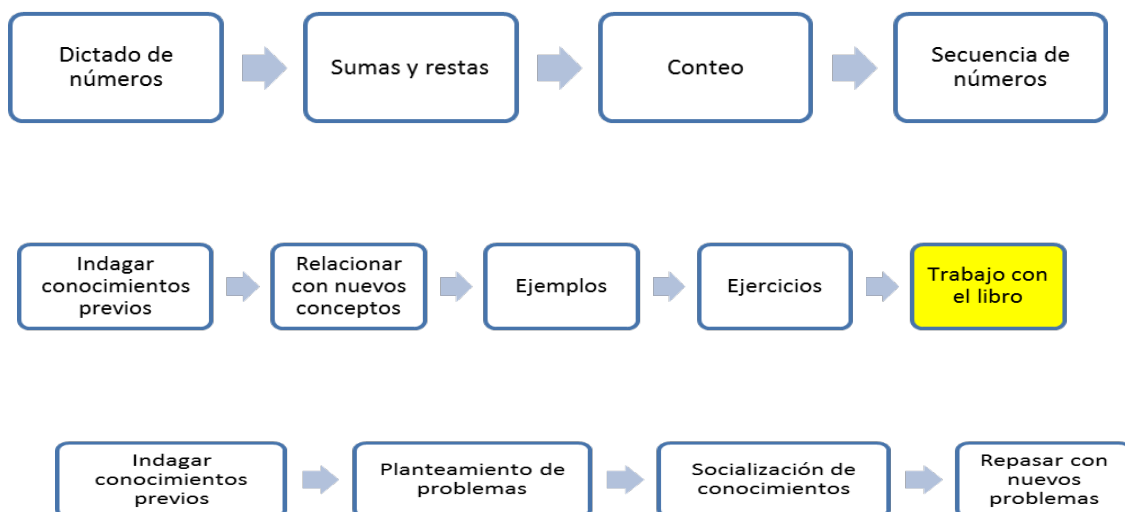 Dictado de
números
Sumas y restas
Conteo
Secuencia de
números
Indagar
conocimientos
previos
Relacionar
con nuevos
conceptos
Ejemplos
Ejercicios
Trabajo con
el libro
Indagar
conocimientos
previos
Planteamiento de
problemas
Socialización de
conocimientos
Repasar con
nuevos
problemas